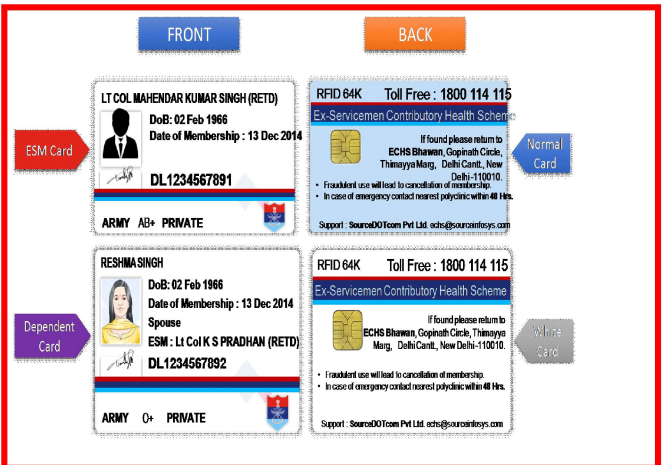 FRONT
BACK
ESM Card
LT COL MAHENDAR KUMAR SINGH (RETD)
DoB: 02 Feb 1966
Date of Membership : 13 Dec 2014
DL1234567891
ARMY AB+ PRIVATE
RFID 64K Toll Free : 1800 114 115
Ex-Servicemen Contributory Health Scheme
If found please return to
ECHS Bhawan, Gopinath Circle,
Thimayya Marg, Delhi Cantt., New
Delhi -110010.
• Fraudulent use will lead to cancellation of membership.
• In case of emergency contact nearest polyclinic within 48 Hrs.
Support : SourceDOTcom Pvt Ltd. echs@sourceinfosys.com
Normal
Card
Dependent
Card
RESHMA SINGH
DoB: 02 Feb 1966
Date of Membership : 13 Dec 2014
Spouse
ESM : Lt Col K S PRADHAN (RETD)
DL1234567892
ARMY O+ PRIVATE
RFID 64K Toll Free : 1800 114 115
Ex-Servicemen Contributory Health Scheme
If found please return to
ECHS Bhawan, Gopinath Circle, Thimayya
Marg, Delhi Cantt., New Delhi-110010.
• Fraudulent use will lead to cancellation of membership.
• In case of emergency contact nearest polyclinic within 48 Hrs.
Support : SourceDOTcom Pvt Ltd. echs@sourceinfosys.com
White
Card